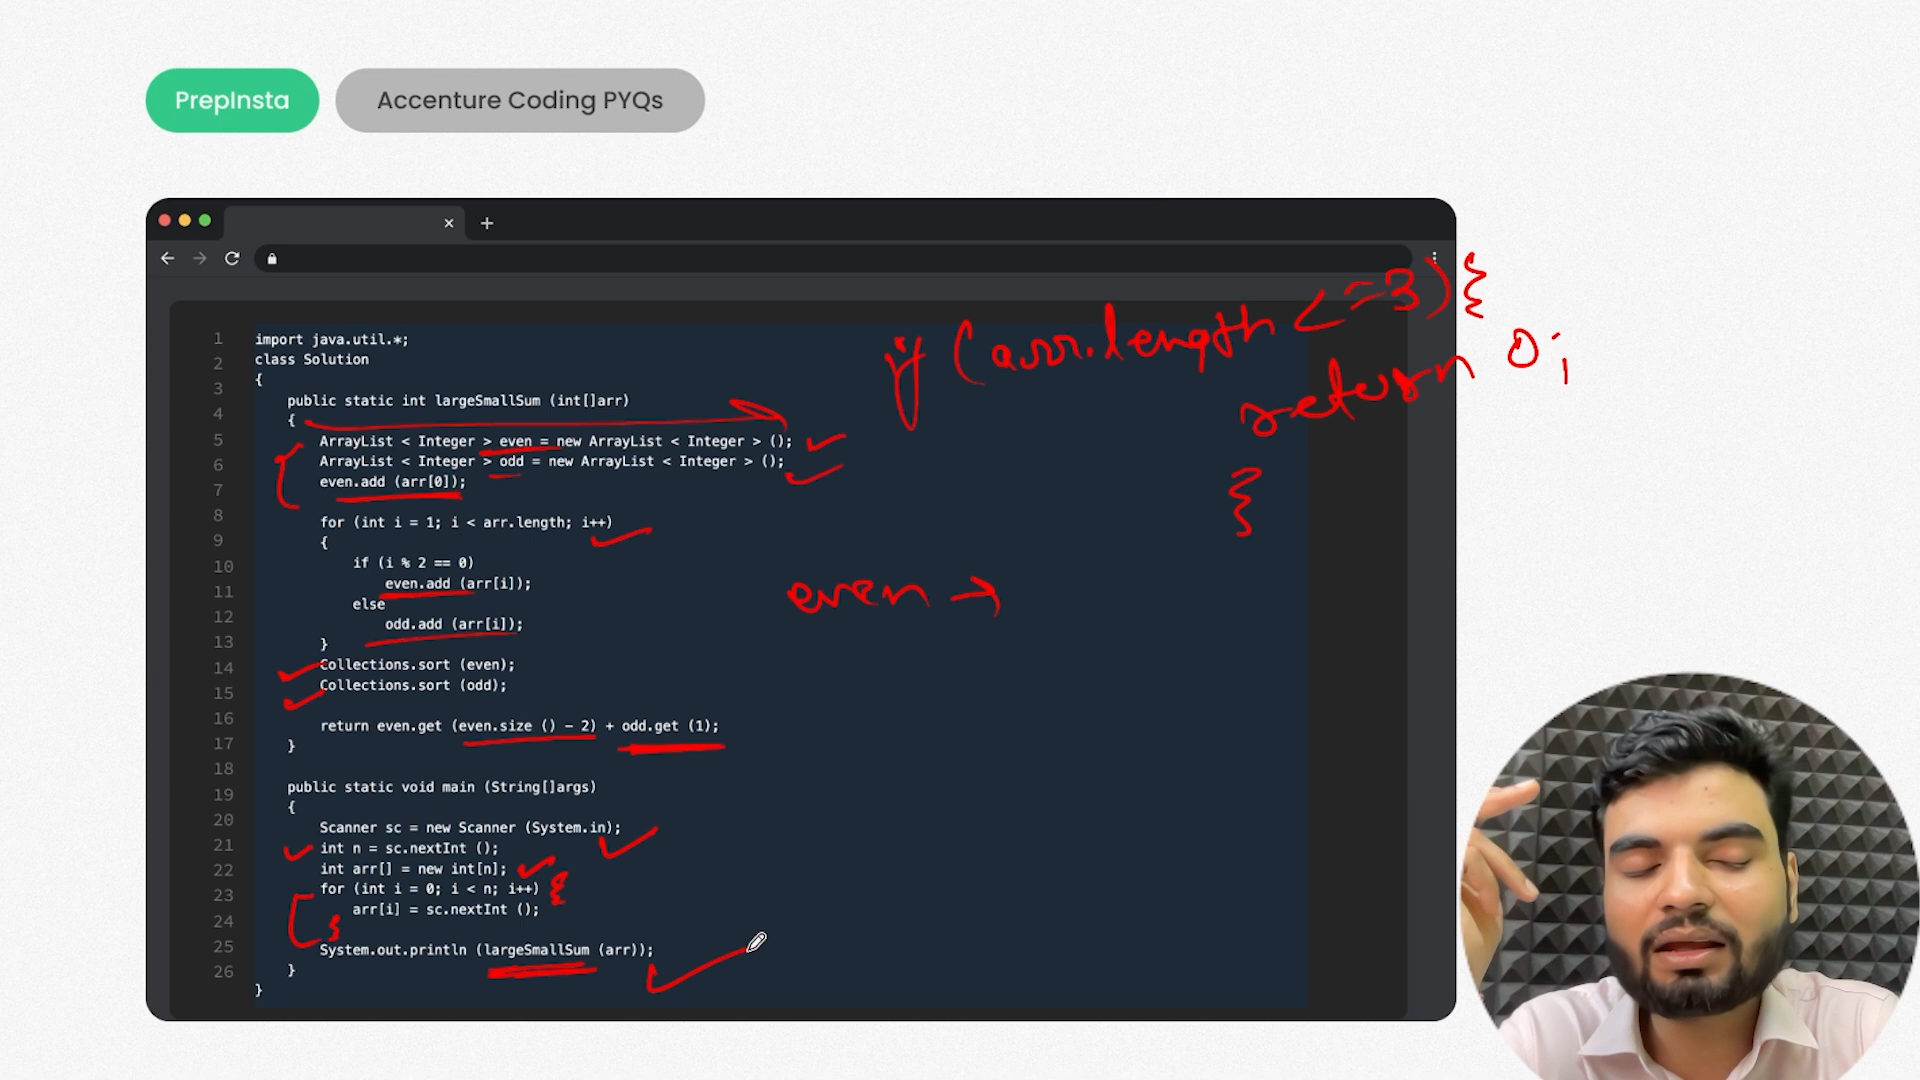 PrepInsta
Accenture Coding PYQs
if (arr.length <=3){
return 0;
}
1 import java.util.*;
2 class Solution
3 {
4 public static int largeSmallSum (int[]arr)
{
5 ArrayList < Integer > even = new ArrayList < Integer > ();
6 ArrayList < Integer > odd = new ArrayList < Integer > ();
7 even.add (arr[0]);
8 for (int i = 1; i < arr.length; i++)
9 {
10 if (i % 2 == 0)
11 even.add (arr[i]);
else
12 odd.add (arr[i]);
13 }
14 Collections.sort (even);
15 Collections.sort (odd);
16 return even.get (even.size () - 2) + odd.get (1);
17 }
18
19 public static void main (String[]args)
{
20 Scanner sc = new Scanner (System.in);
21 int n = sc.nextInt ();
22 int arr[] = new int[n];
23 for (int i = 0; i < n; i++) {
24 arr[i] = sc.nextInt ();
}
25 System.out.println (largeSmallSum (arr));
26 }
}
even →